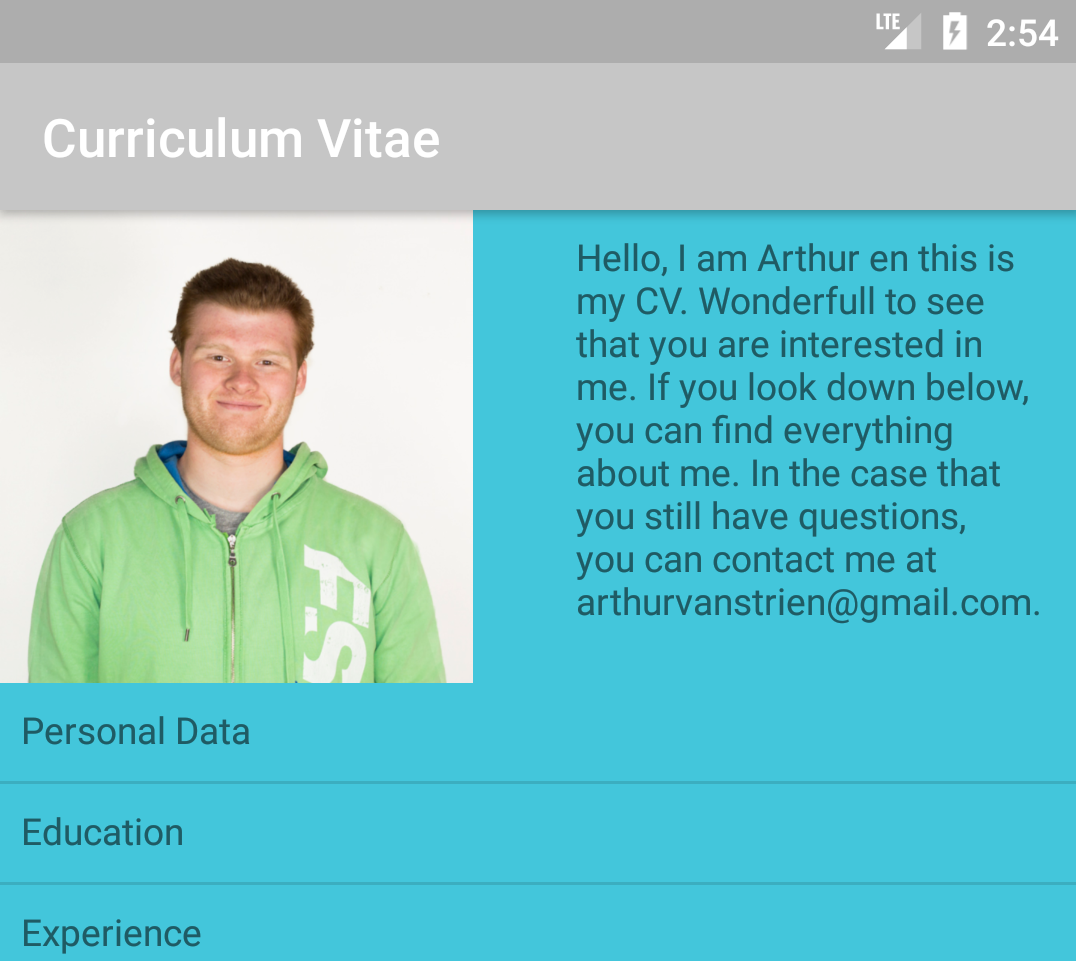 LTE 2:54
Curriculum Vitae
Hello, I am Arthur en this is
my CV. Wonderfull to see
that you are interested in
me. If you look down below,
you can find everything
about me. In the case that
you still have questions,
you can contact me at
arthurvanstrien@gmail.com.
FS
Personal Data
Education
Experience